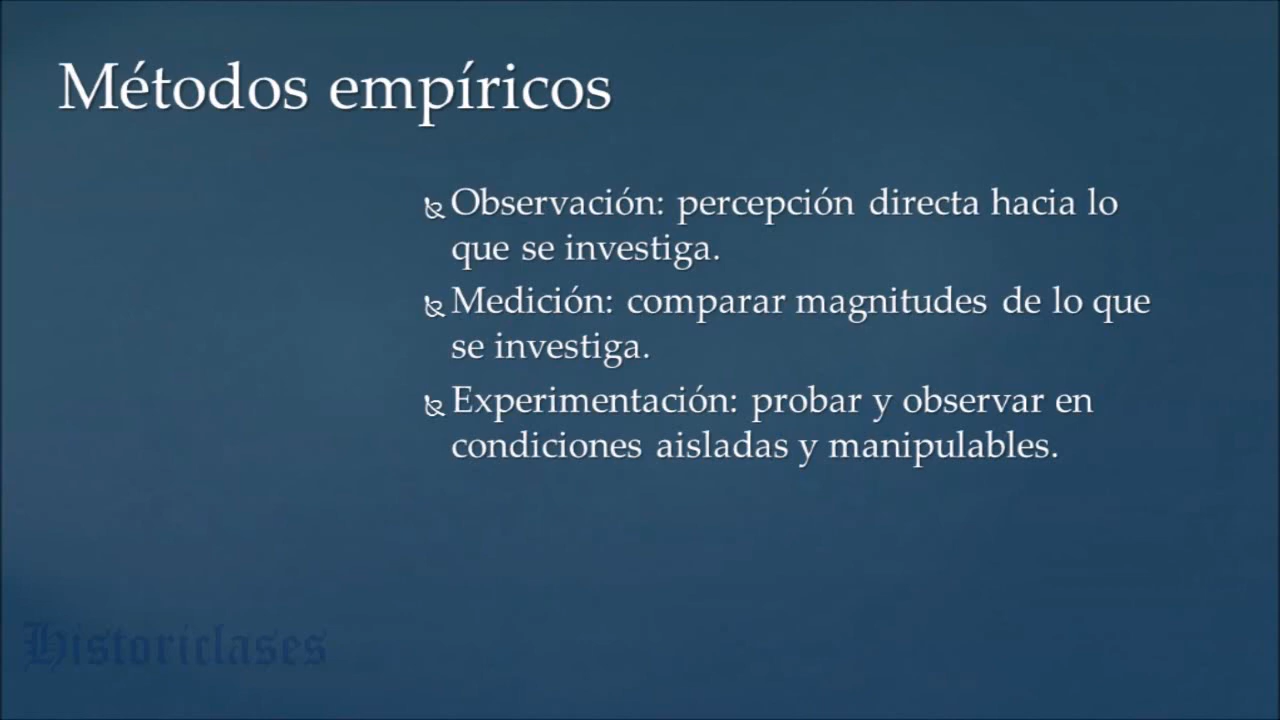 Métodos empíricos
Observación: percepción directa hacia lo
que se investiga.
Medición: comparar magnitudes de lo que
se investiga.
Experimentación: probar y observar en
condiciones aisladas y manipulables.
Historiclases